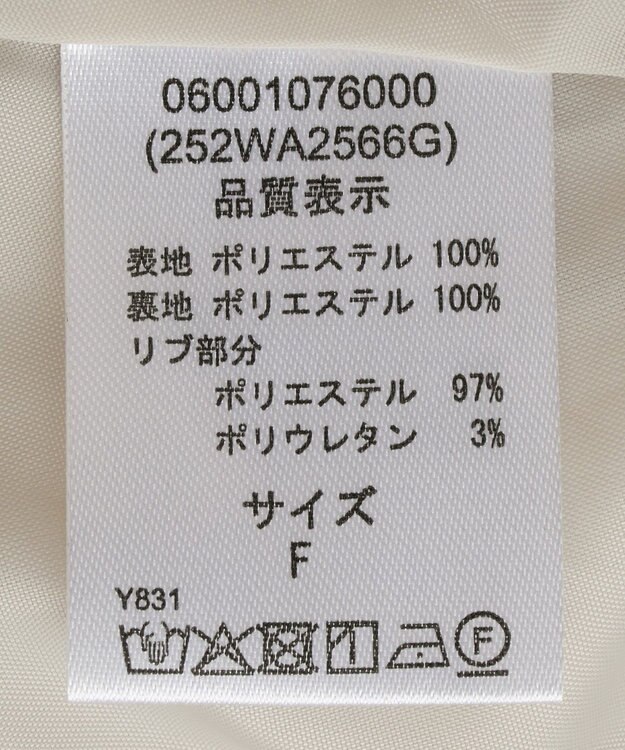 06001076000
(252WA2566G)
品質表示
表地 ポリエステル 100%
裏地 ポリエステル 100%
リブ部分
ポリエステル 97%
ポリウレタン 3%
サイズ
F
Y831
F